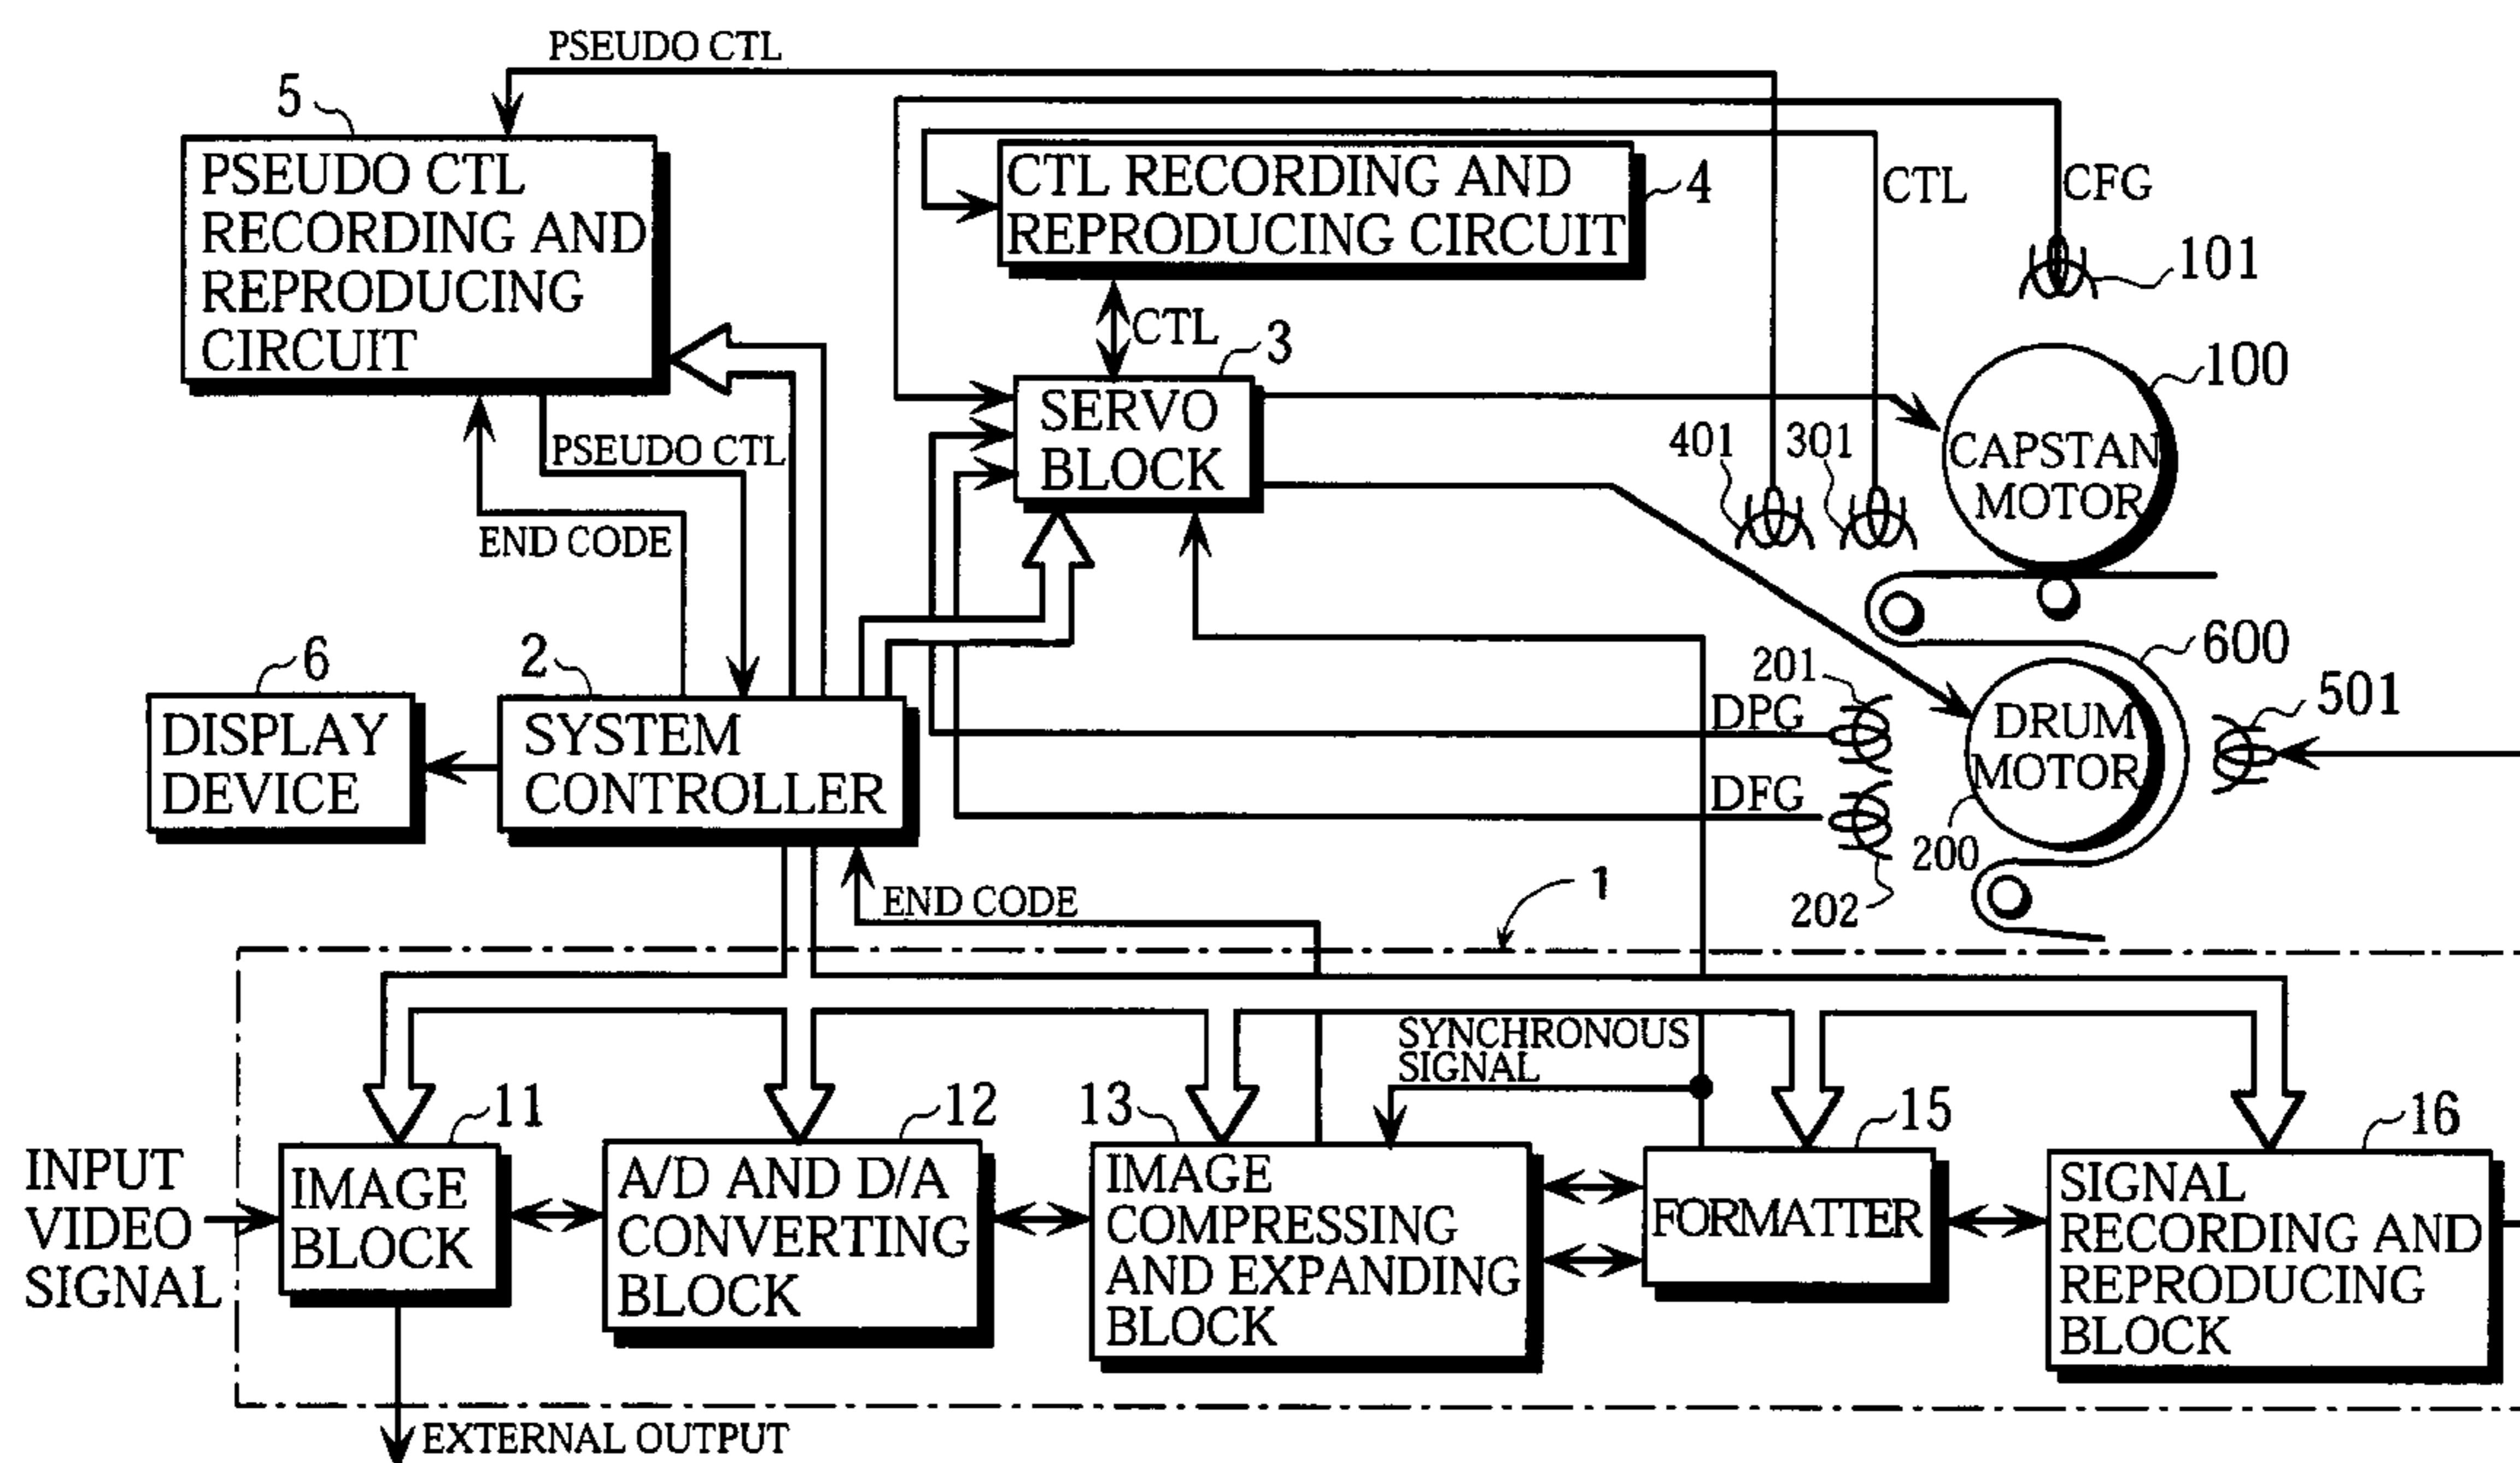 PSEUDO CTL
5
PSEUDO CTL
RECORDING AND
REPRODUCING
CIRCUIT
CTL RECORDING AND
REPRODUCING CIRCUIT
4
CTL
CFG
101
CTL
3
SERVO
BLOCK
100
CAPSTAN
MOTOR
401
301
PSEUDO CTL
END CODE
6
DISPLAY
DEVICE
2
SYSTEM
CONTROLLER
600
201
DPG
DRUM
MOTOR
501
DFG
200
202
END CODE
1
SYNCHRONOUS
SIGNAL
INPUT
VIDEO
SIGNAL
11
IMAGE
BLOCK
12
A/D AND D/A
CONVERTING
BLOCK
13
IMAGE
COMPRESSING
AND EXPANDING
BLOCK
15
FORMATTER
16
SIGNAL
RECORDING AND
REPRODUCING
BLOCK
EXTERNAL OUTPUT